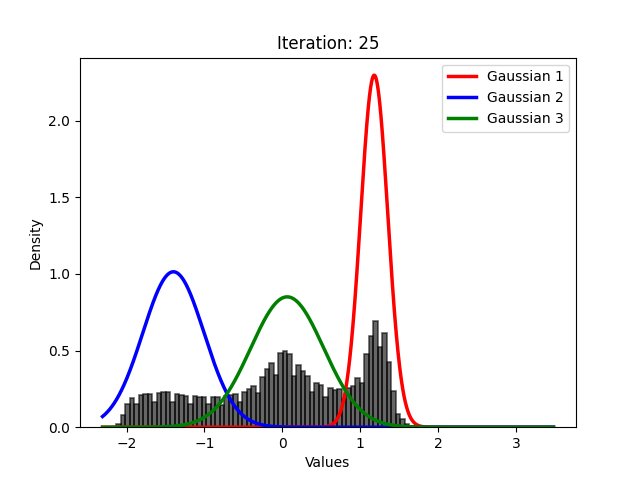 Iteration: 25
Gaussian 1
Gaussian 2
Gaussian 3
Density
2.0
1.5
1.0
0.5
0.0
−2 −1 0 1 2 3
Values